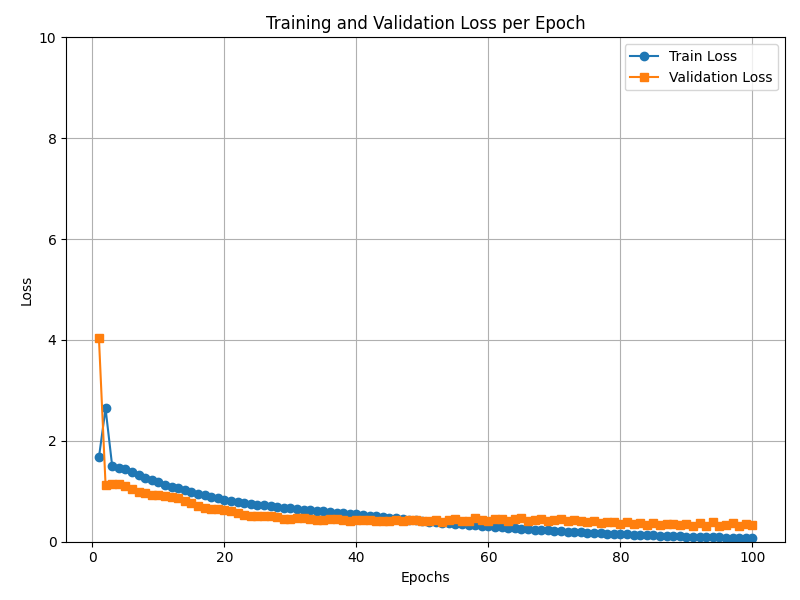 Training and Validation Loss per Epoch
Train Loss
Validation Loss
Loss
10
8
6
4
2
0
0 20 40 60 80 100
Epochs